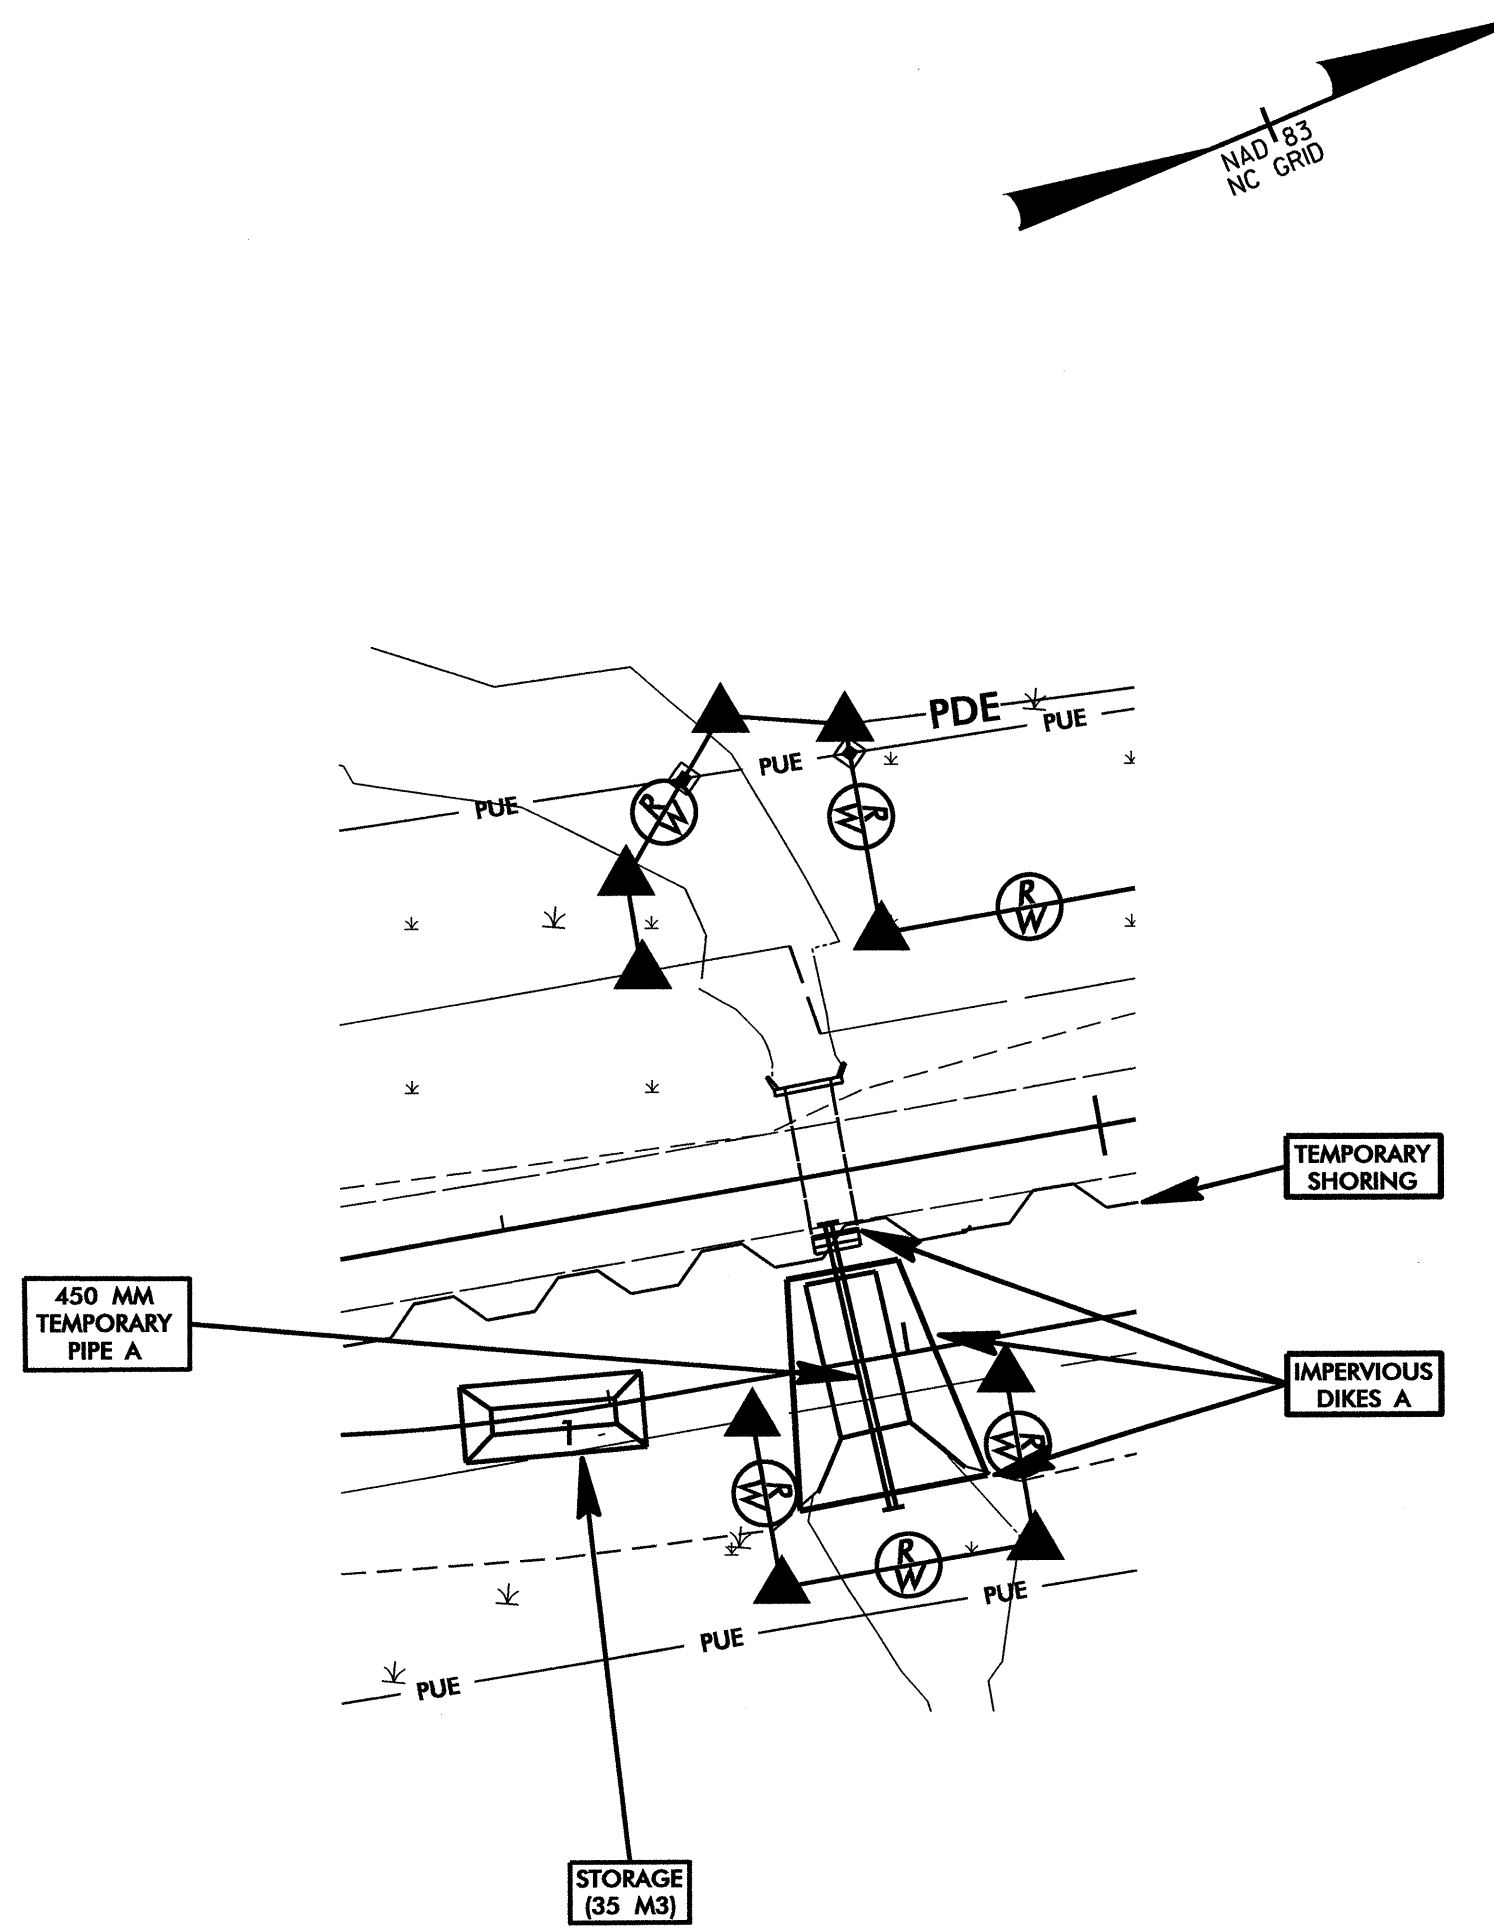 NAD 83
NC GRID
PDE
PUE
PUE
PUE
R
W
R
W
R
W
TEMPORARY
SHORING
450 MM
TEMPORARY
PIPE A
IMPERVIOUS
DIKES A
R
W
R
W
R
W
PUE
PUE
PUE
STORAGE
(35 M3)